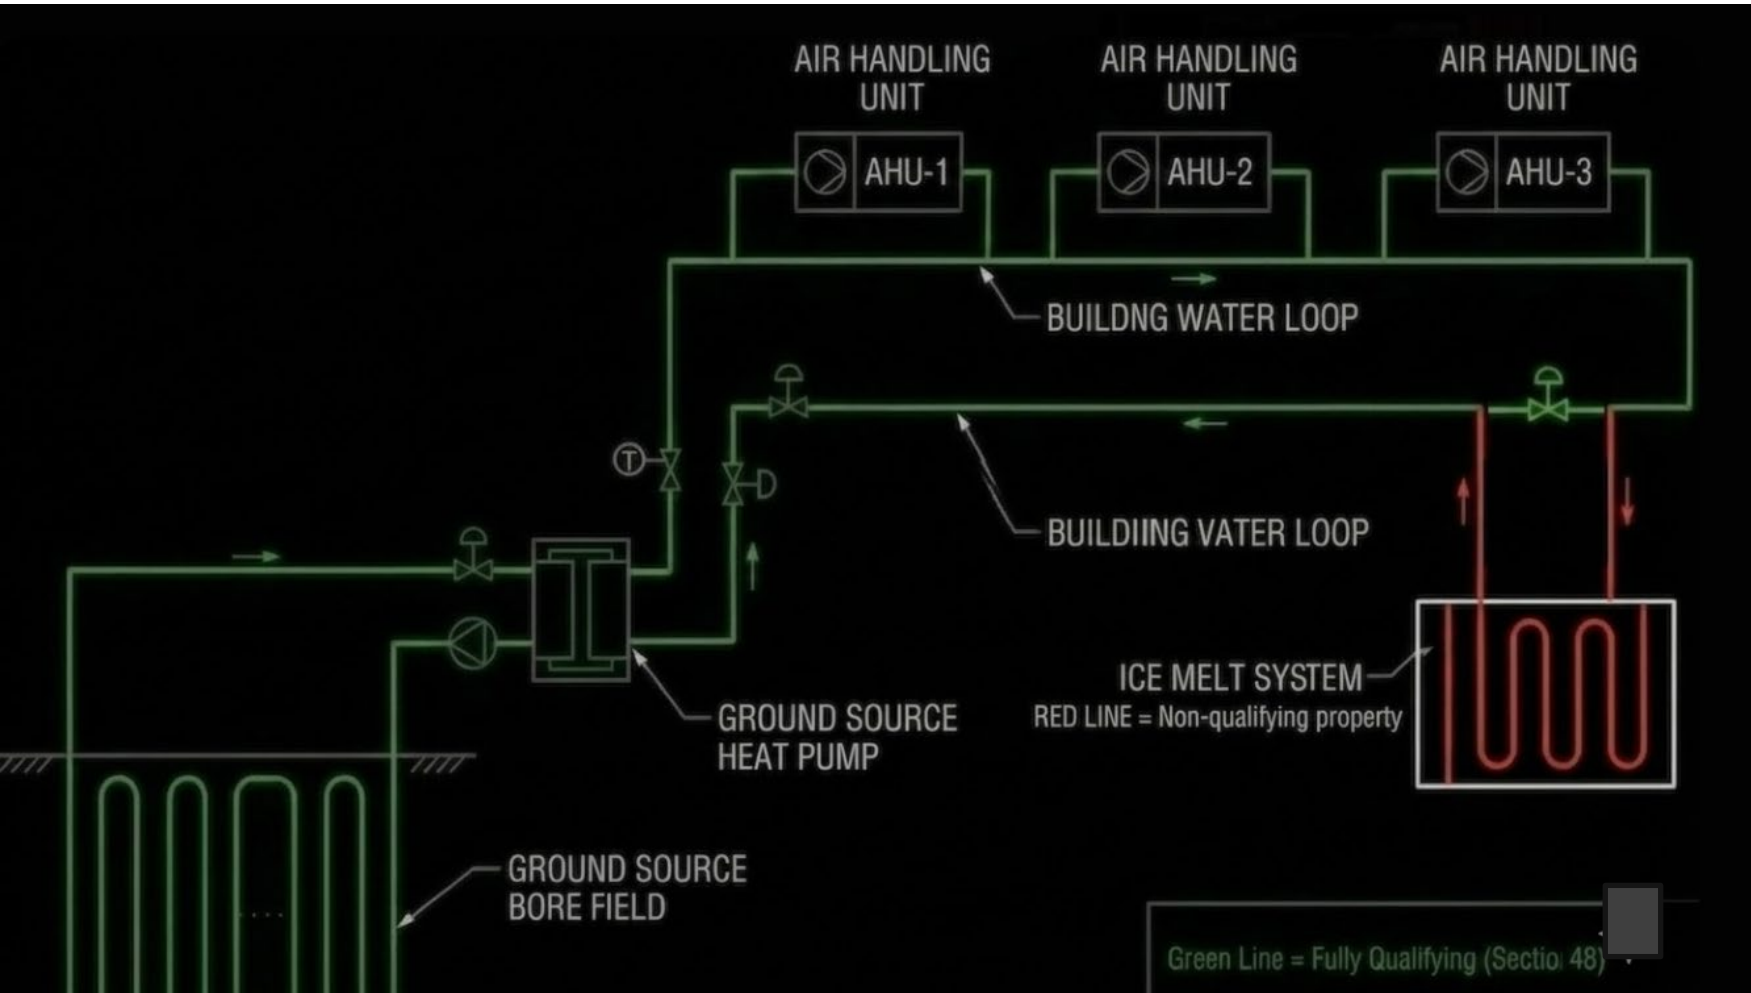 AIR HANDLING
UNIT
AIR HANDLING
UNIT
AIR HANDLING
UNIT
AHU-1
AHU-2
AHU-3
BUILDNG WATER LOOP
T
D
BUILDIING VATER LOOP
ICE MELT SYSTEM
RED LINE = Non-qualifying property
GROUND SOURCE
HEAT PUMP
GROUND SOURCE
BORE FIELD
Green Line = Fully Qualifying (Sectio 48)